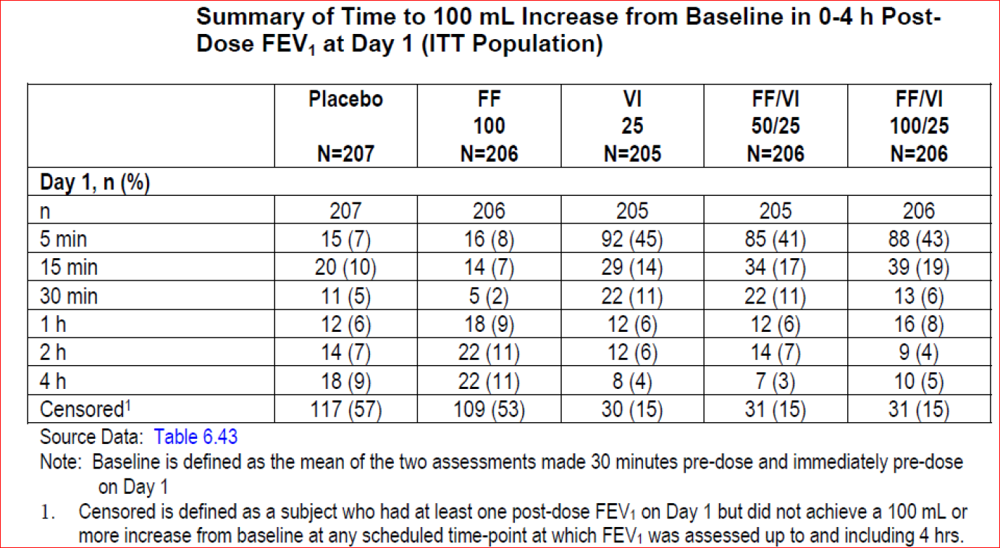 Summary of Time to 100 mL Increase from Baseline in 0-4 h Post-
Dose FEV₁ at Day 1 (ITT Population)
Placebo FF VI FF/VI FF/VI
100 25 50/25 100/25
N=207 N=206 N=205 N=206 N=206
Day 1, n (%)
n 207 206 205 205 206
5 min 15 (7) 16 (8) 92 (45) 85 (41) 88 (43)
15 min 20 (10) 14 (7) 29 (14) 34 (17) 39 (19)
30 min 11 (5) 5 (2) 22 (11) 22 (11) 13 (6)
1 h 12 (6) 18 (9) 12 (6) 12 (6) 16 (8)
2 h 14 (7) 22 (11) 12 (6) 14 (7) 9 (4)
4 h 18 (9) 22 (11) 8 (4) 7 (3) 10 (5)
Censored¹ 117 (57) 109 (53) 30 (15) 31 (15) 31 (15)
Source Data: Table 6.43
Note: Baseline is defined as the mean of the two assessments made 30 minutes pre-dose and immediately pre-dose
on Day 1
1. Censored is defined as a subject who had at least one post-dose FEV₁ on Day 1 but did not achieve a 100 mL or
more increase from baseline at any scheduled time-point at which FEV₁ was assessed up to and including 4 hrs.